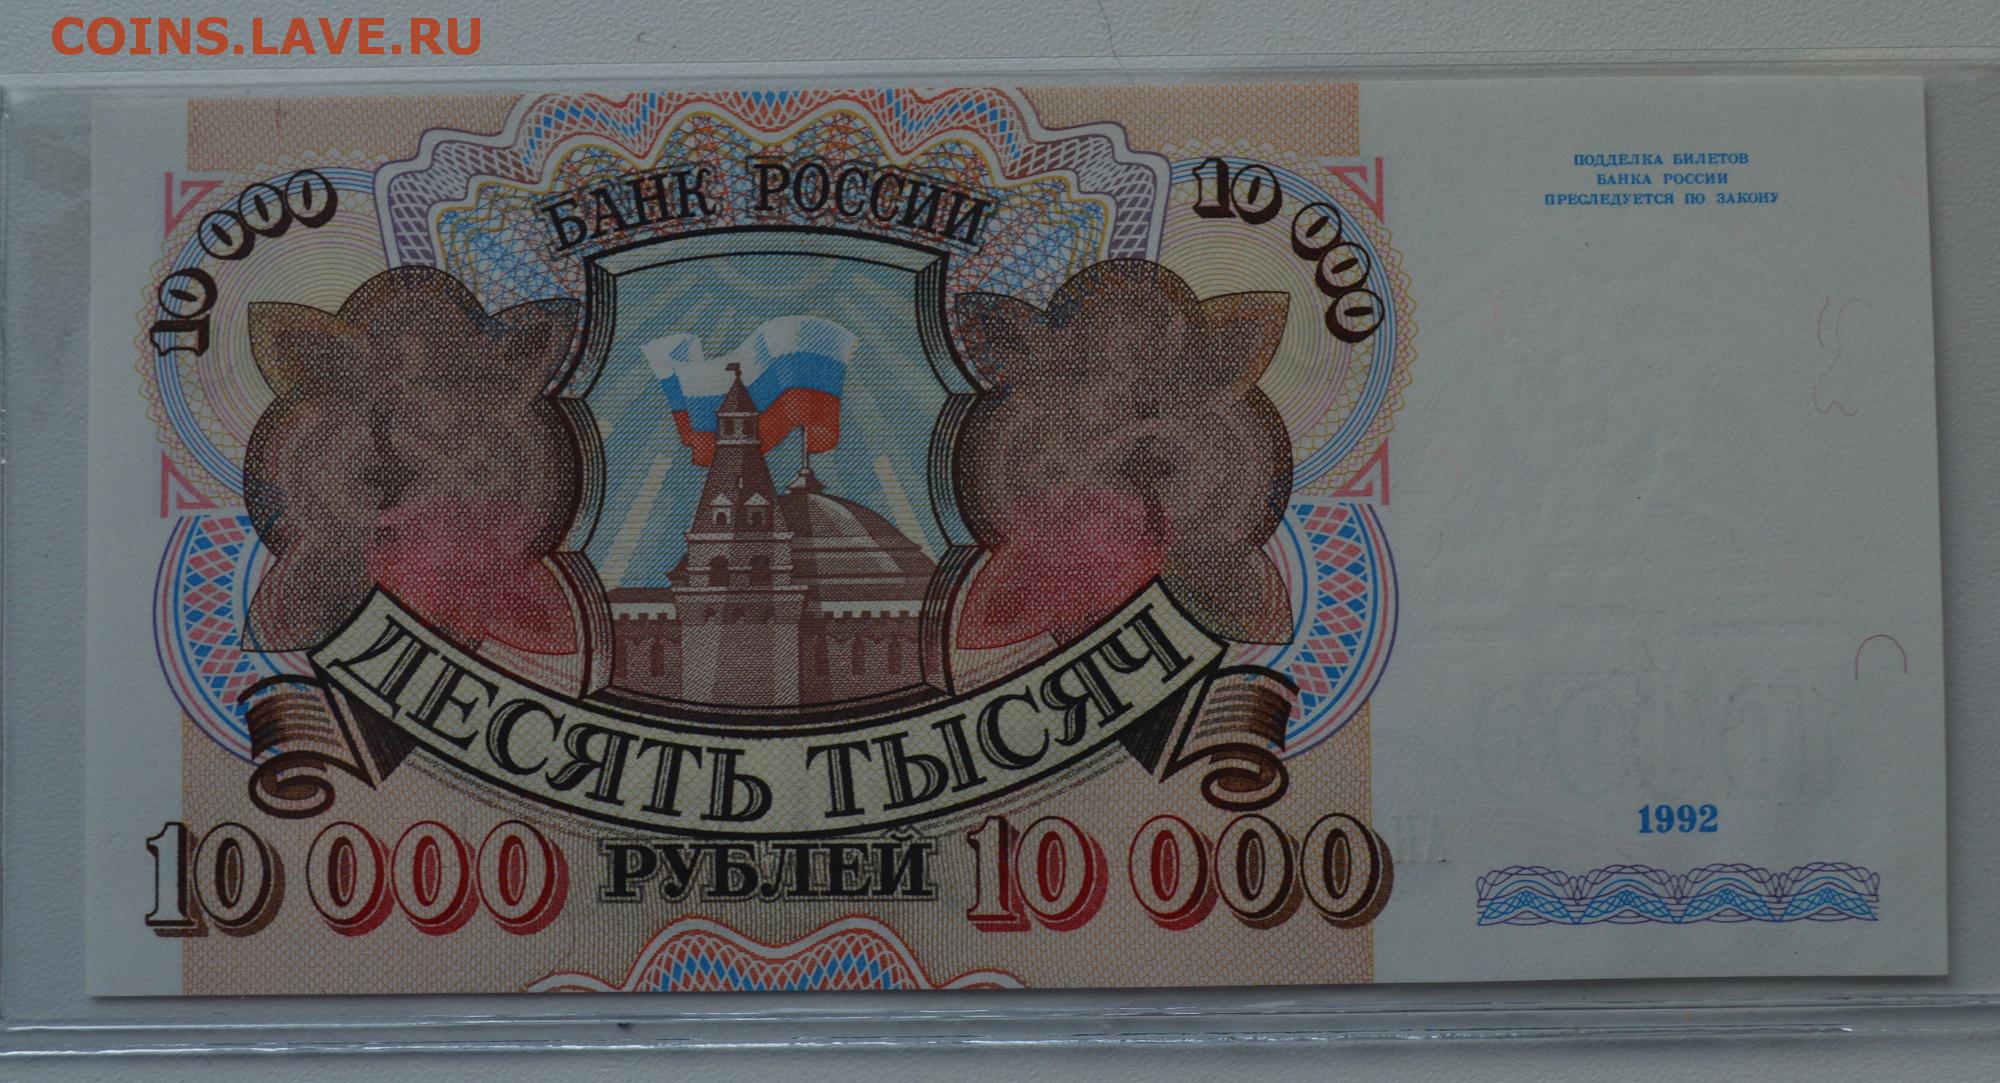 COINS.LAVE.RU
ПОДДЕЛКА БИЛЕТОВ
БАНКА РОССИИ
ПРЕСЛЕДУЕТСЯ ПО ЗАКОНУ
10 000
БАНК РОССИИ
10 000
ДЕСЯТЬ ТЫСЯЧ
10 000 РУБЛЕЙ 10 000
1992